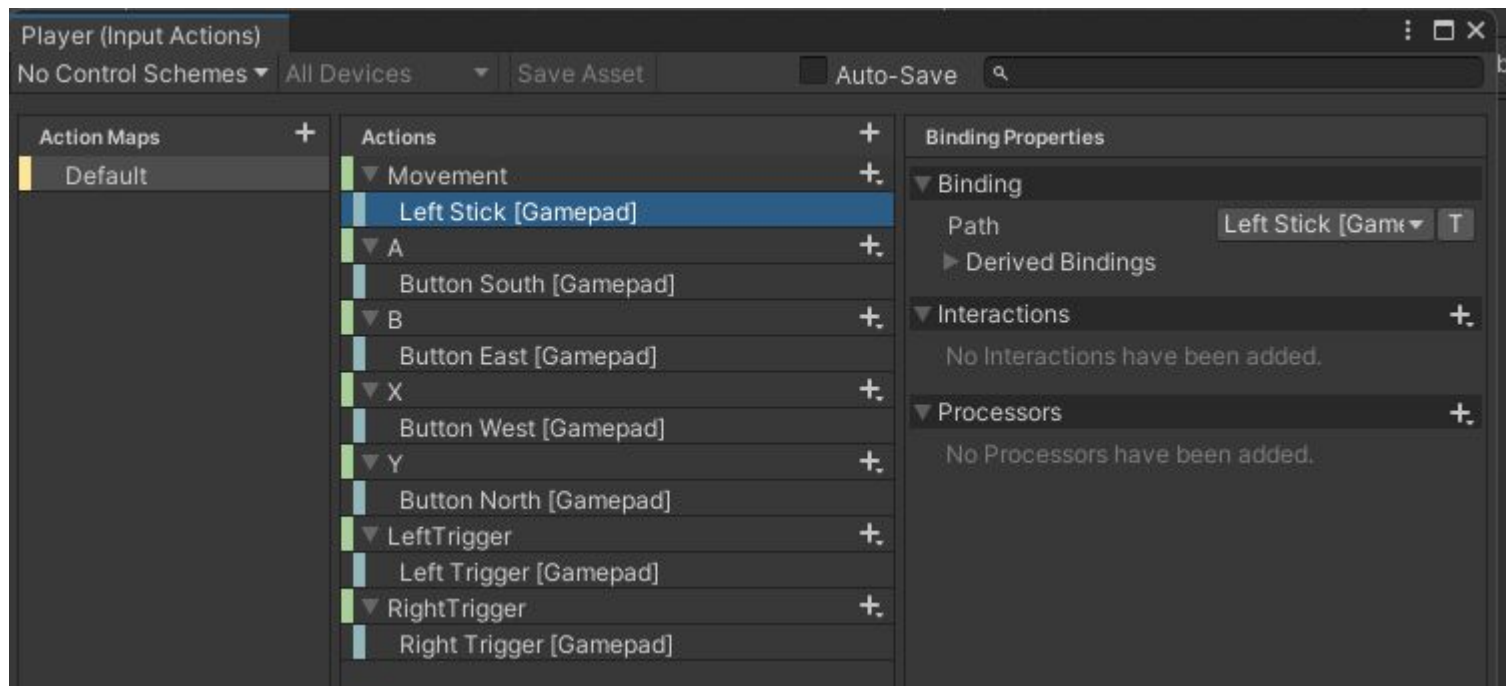 Player (Input Actions)
No Control Schemes All Devices Save Asset Auto-Save
Action Maps
Default
Actions
Movement
Left Stick [Gamepad]
A
Button South [Gamepad]
B
Button East [Gamepad]
X
Button West [Gamepad]
Y
Button North [Gamepad]
LeftTrigger
Left Trigger [Gamepad]
RightTrigger
Right Trigger [Gamepad]
Binding Properties
Binding
Path Left Stick [Game T
Derived Bindings
Interactions
No Interactions have been added.
Processors
No Processors have been added.